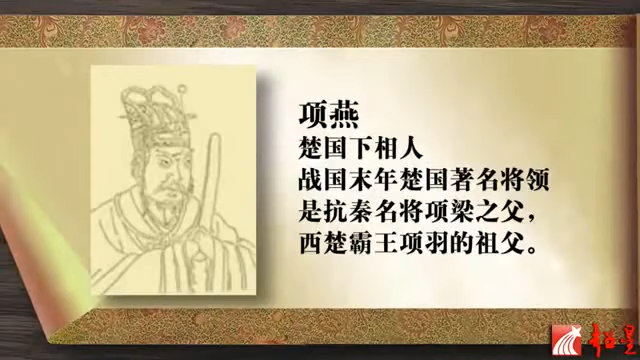 项燕
楚国下相人
战国末年楚国著名将领
是抗秦名将项梁之父，
西楚霸王项羽的祖父。